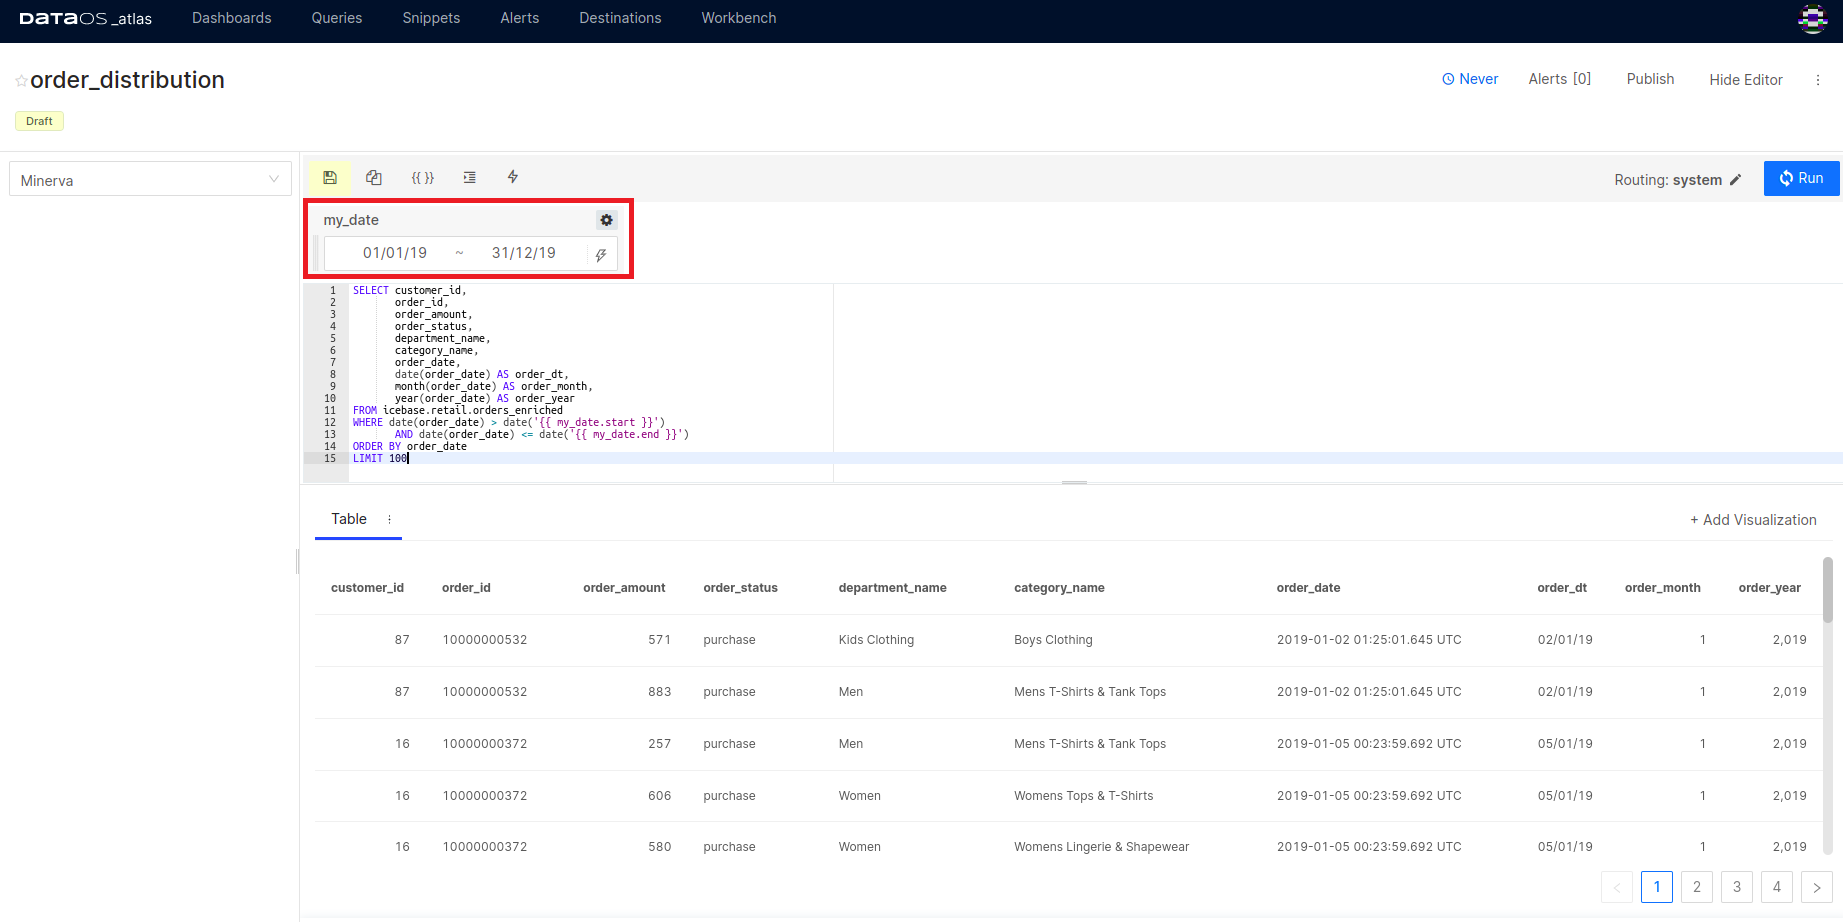 DATAOS _atlas Dashboards Queries Snippets Alerts Destinations Workbench
order_distribution
Never Alerts [0] Publish Hide Editor
Draft
Minerva
{{ }} Routing: system Run
my_date
01/01/19 ~ 31/12/19
1 SELECT customer_id,
2 order_id,
3 order_amount,
4 order_status,
5 department_name,
6 category_name,
7 order_date,
8 date(order_date) AS order_dt,
9 month(order_date) AS order_month,
10 year(order_date) AS order_year
11 FROM icebase.retail.orders_enriched
12 WHERE date(order_date) > date('{{ my_date.start }}')
13 AND date(order_date) <= date('{{ my_date.end }}')
14 ORDER BY order_date
15 LIMIT 100
Table + Add Visualization
customer_id order_id order_amount order_status department_name category_name order_date order_dt order_month order_year
87 10000000532 571 purchase Kids Clothing Boys Clothing 2019-01-02 01:25:01.645 UTC 02/01/19 1 2,019
87 10000000532 883 purchase Men Mens T-Shirts & Tank Tops 2019-01-02 01:25:01.645 UTC 02/01/19 1 2,019
16 10000000372 257 purchase Men Mens T-Shirts & Tank Tops 2019-01-05 00:23:59.692 UTC 05/01/19 1 2,019
16 10000000372 606 purchase Women Womens Tops & T-Shirts 2019-01-05 00:23:59.692 UTC 05/01/19 1 2,019
16 10000000372 580 purchase Women Womens Lingerie & Shapewear 2019-01-05 00:23:59.692 UTC 05/01/19 1 2,019
< 1 2 3 4 >